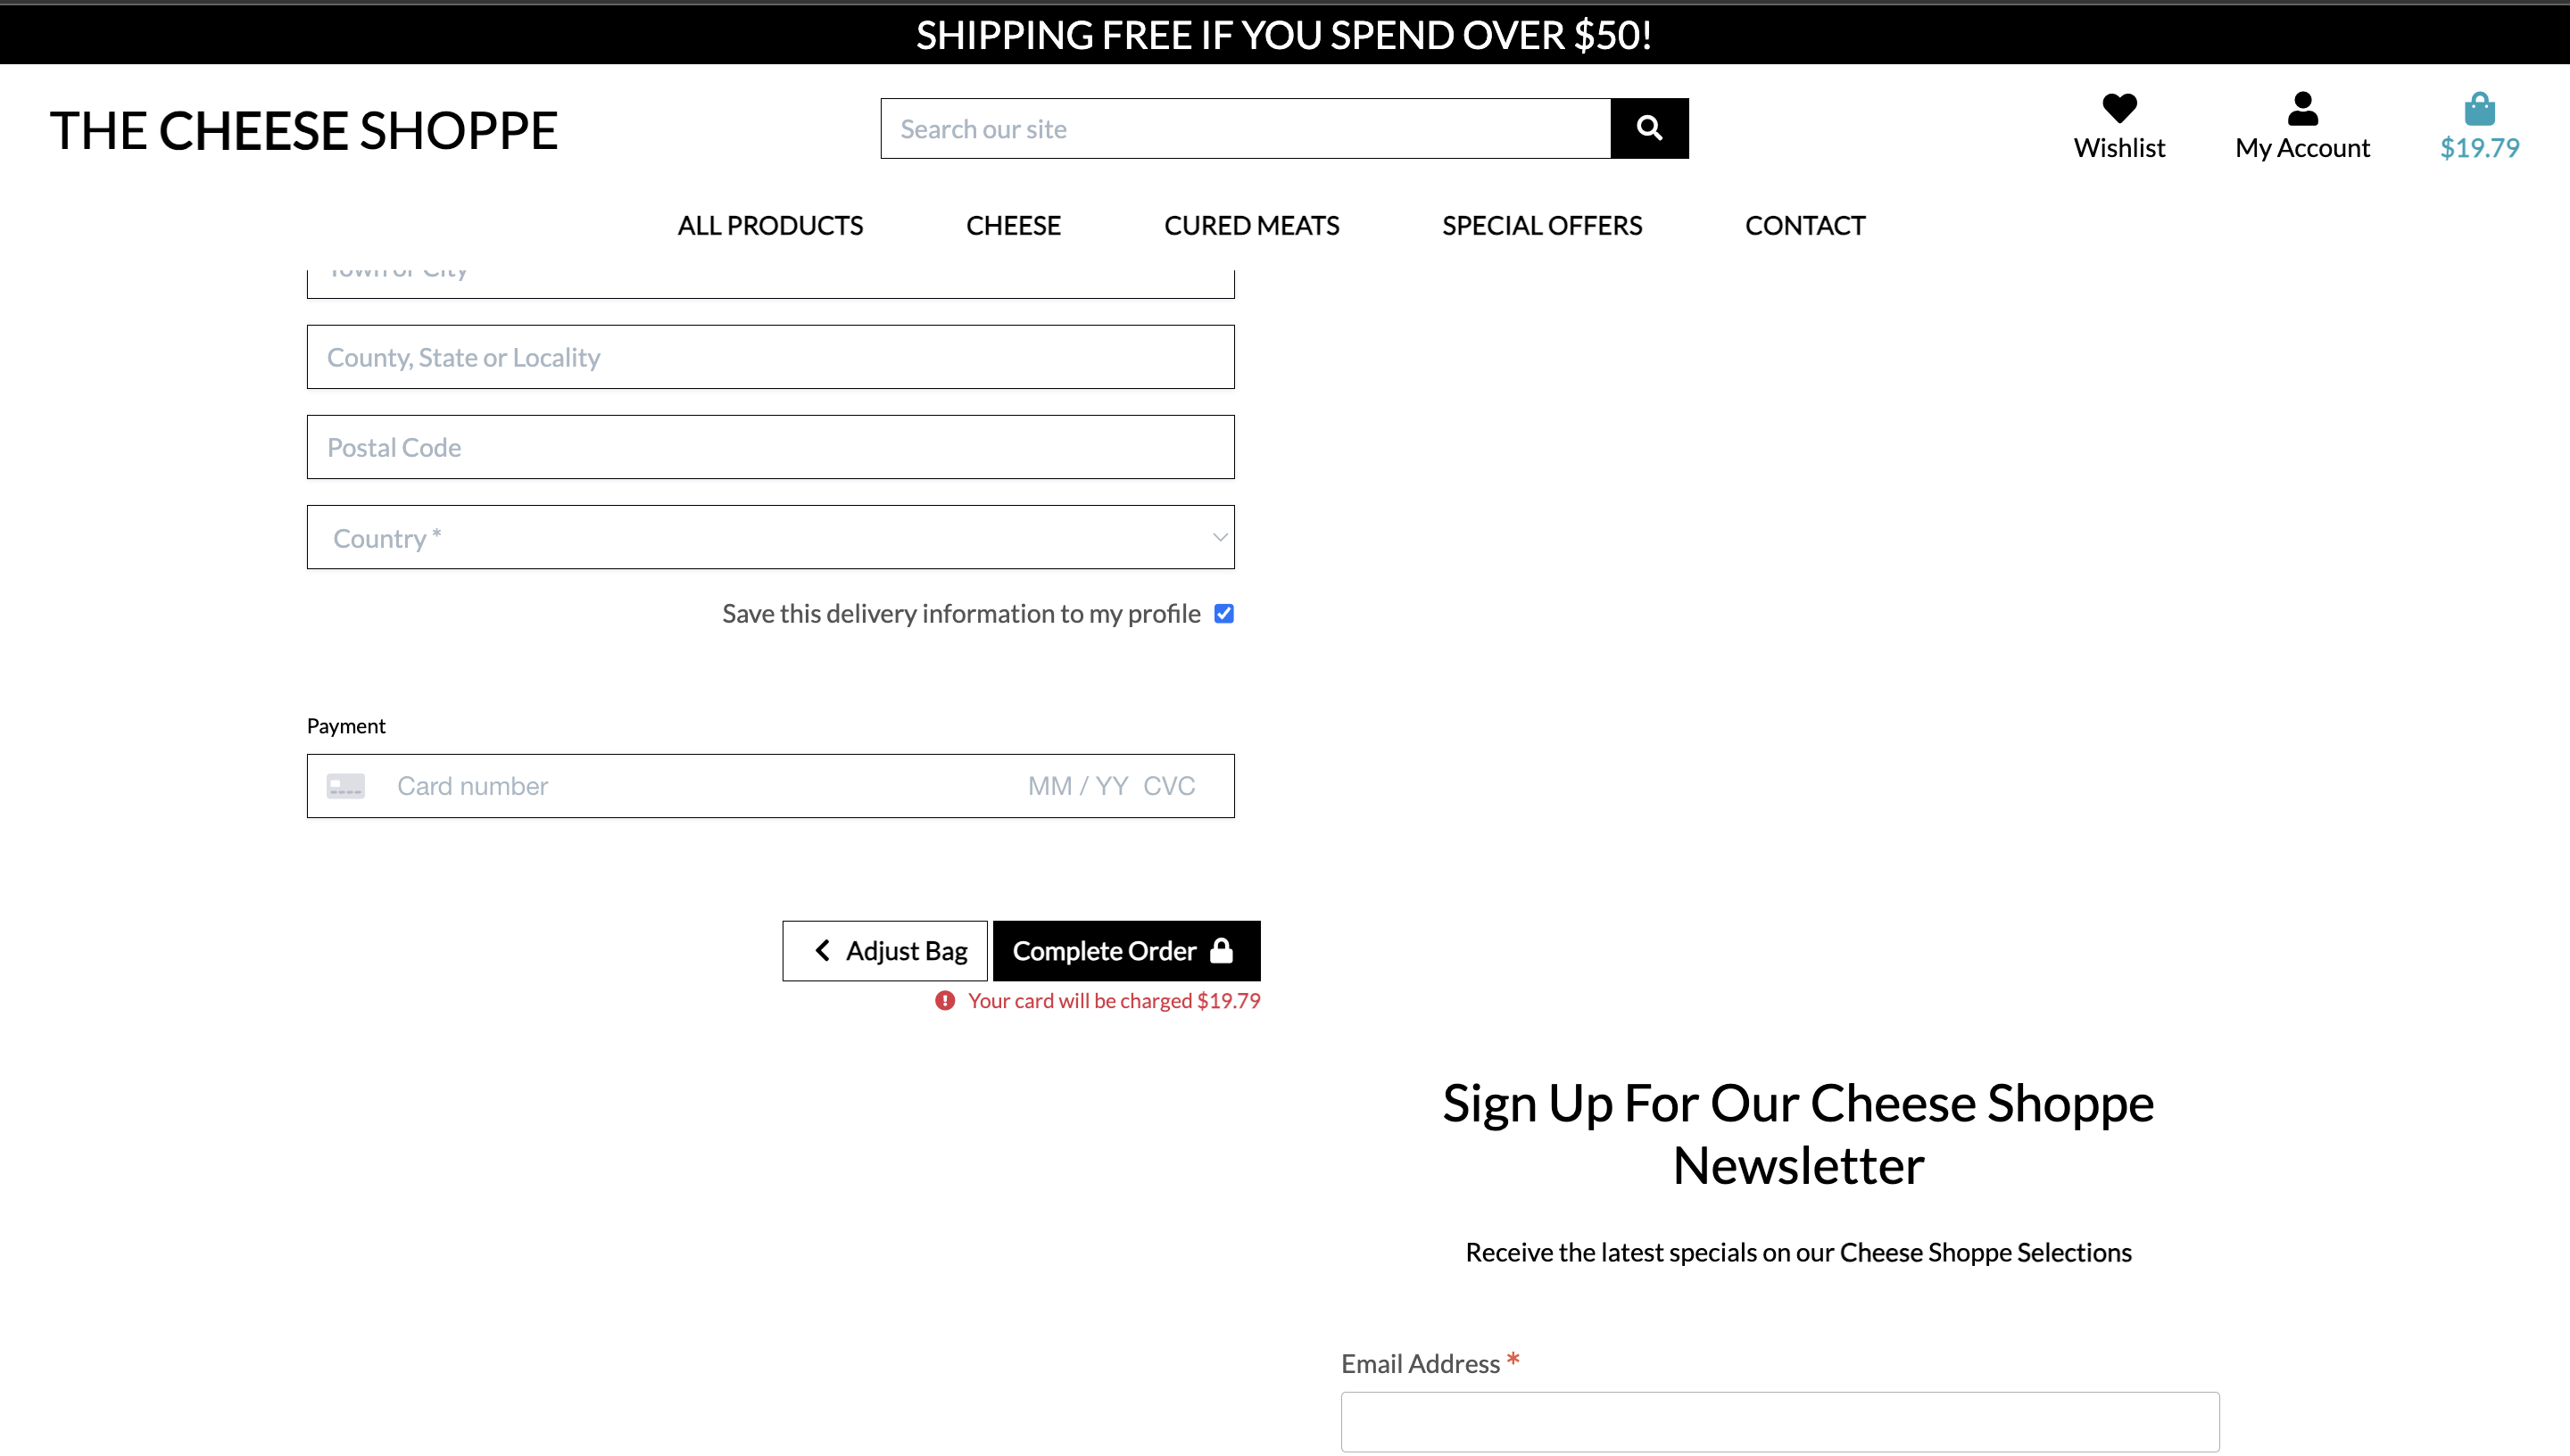 SHIPPING FREE IF YOU SPEND OVER $50!
THE CHEESE SHOPPE
Search our site
Wishlist
My Account
$19.79
ALL PRODUCTS
CHEESE
CURED MEATS
SPECIAL OFFERS
CONTACT
Town or City
County, State or Locality
Postal Code
Country *
Save this delivery information to my profile
Payment
Card number
MM / YY CVC
Adjust Bag
Complete Order
Your card will be charged $19.79
Sign Up For Our Cheese Shoppe
Newsletter
Receive the latest specials on our Cheese Shoppe Selections
Email Address *